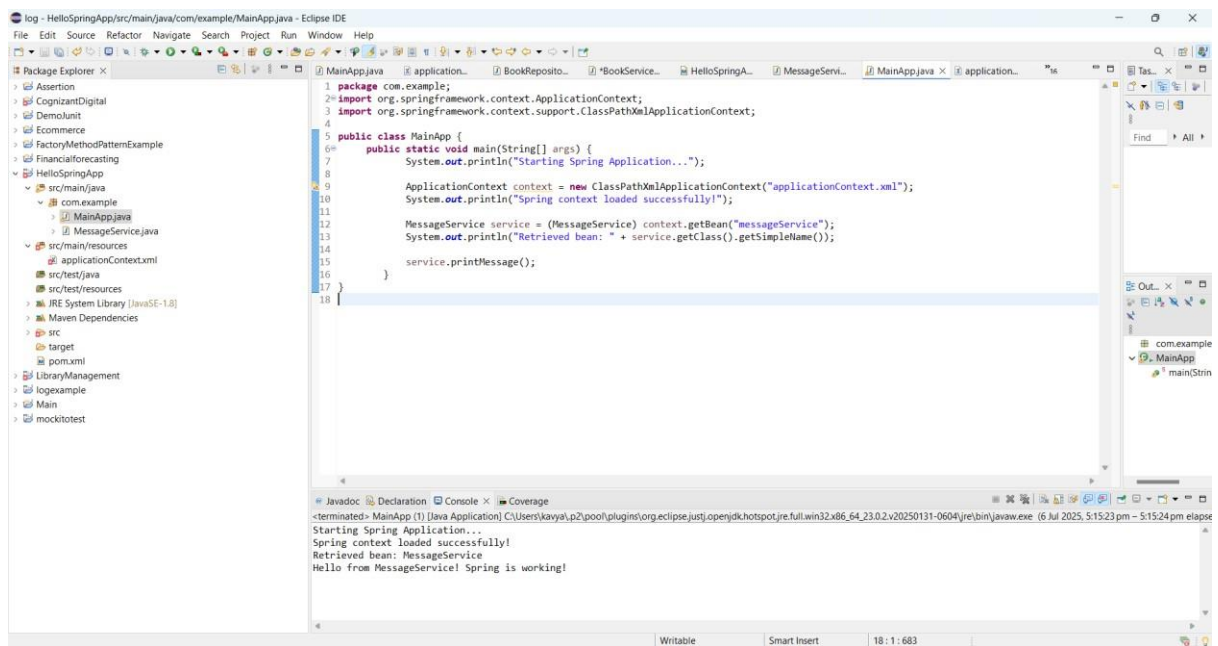 log - HelloSpringApp/src/main/java/com/example/MainApp.java - Eclipse IDE
File Edit Source Refactor Navigate Search Project Run Window Help
Package Explorer
MainApp.java application... BookReposito... *BookService... HelloSpringA... MessageServi... MainApp.java application... »16
Tas...
Assertion
CognizantDigital
DemoJunit
Ecommerce
FactoryMethodPatternExample
Financialforecasting
HelloSpringApp
src/main/java
com.example
MainApp.java
MessageService.java
src/main/resources
applicationContext.xml
src/test/java
src/test/resources
JRE System Library [JavaSE-1.8]
Maven Dependencies
src
target
pom.xml
LibraryManagement
logexample
Main
mockitotest
1 package com.example;
2 import org.springframework.context.ApplicationContext;
3 import org.springframework.context.support.ClassPathXmlApplicationContext;
4
5 public class MainApp {
6 public static void main(String[] args) {
7 System.out.println("Starting Spring Application...");
8
9 ApplicationContext context = new ClassPathXmlApplicationContext("applicationContext.xml");
10 System.out.println("Spring context loaded successfully!");
11
12 MessageService service = (MessageService) context.getBean("messageService");
13 System.out.println("Retrieved bean: " + service.getClass().getSimpleName());
14
15 service.printMessage();
16 }
17 }
18
Find All
Out...
com.example
MainApp
main(Strin
Javadoc Declaration Console Coverage
<terminated> MainApp (1) [Java Application] C:\Users\kavya\.p2\pool\plugins\org.eclipse.justj.openjdk.hotspot.jre.full.win32.x86_64_23.0.2.v20250131-0604\jre\bin\javaw.exe (6 Jul 2025, 5:15:23 pm – 5:15:24 pm elapse
Starting Spring Application...
Spring context loaded successfully!
Retrieved bean: MessageService
Hello from MessageService! Spring is working!
Writable Smart Insert 18 : 1 : 683